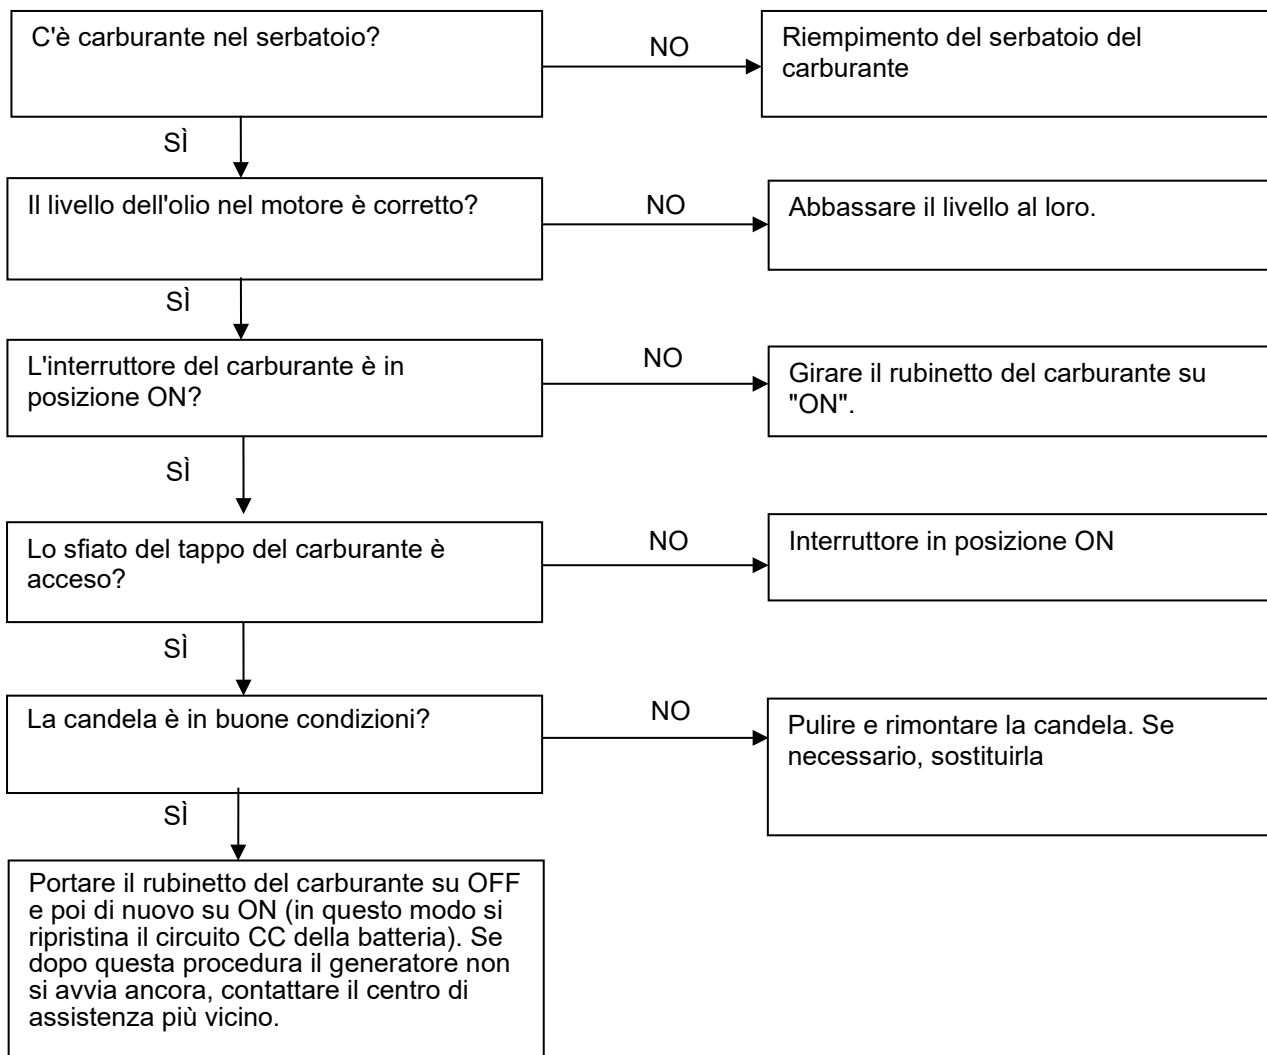 C'è carburante nel serbatoio?
NO
Riempimento del serbatoio del
carburante
SÌ
Il livello dell'olio nel motore è corretto?
NO
Abbassare il livello al loro.
SÌ
L'interruttore del carburante è in
posizione ON?
NO
Girare il rubinetto del carburante su
"ON".
SÌ
Lo sfiato del tappo del carburante è
acceso?
NO
Interruttore in posizione ON
SÌ
La candela è in buone condizioni?
NO
Pulire e rimontare la candela. Se
necessario, sostituirla
SÌ
Portare il rubinetto del carburante su OFF
e poi di nuovo su ON (in questo modo si
ripristina il circuito CC della batteria). Se
dopo questa procedura il generatore non
si avvia ancora, contattare il centro di
assistenza più vicino.